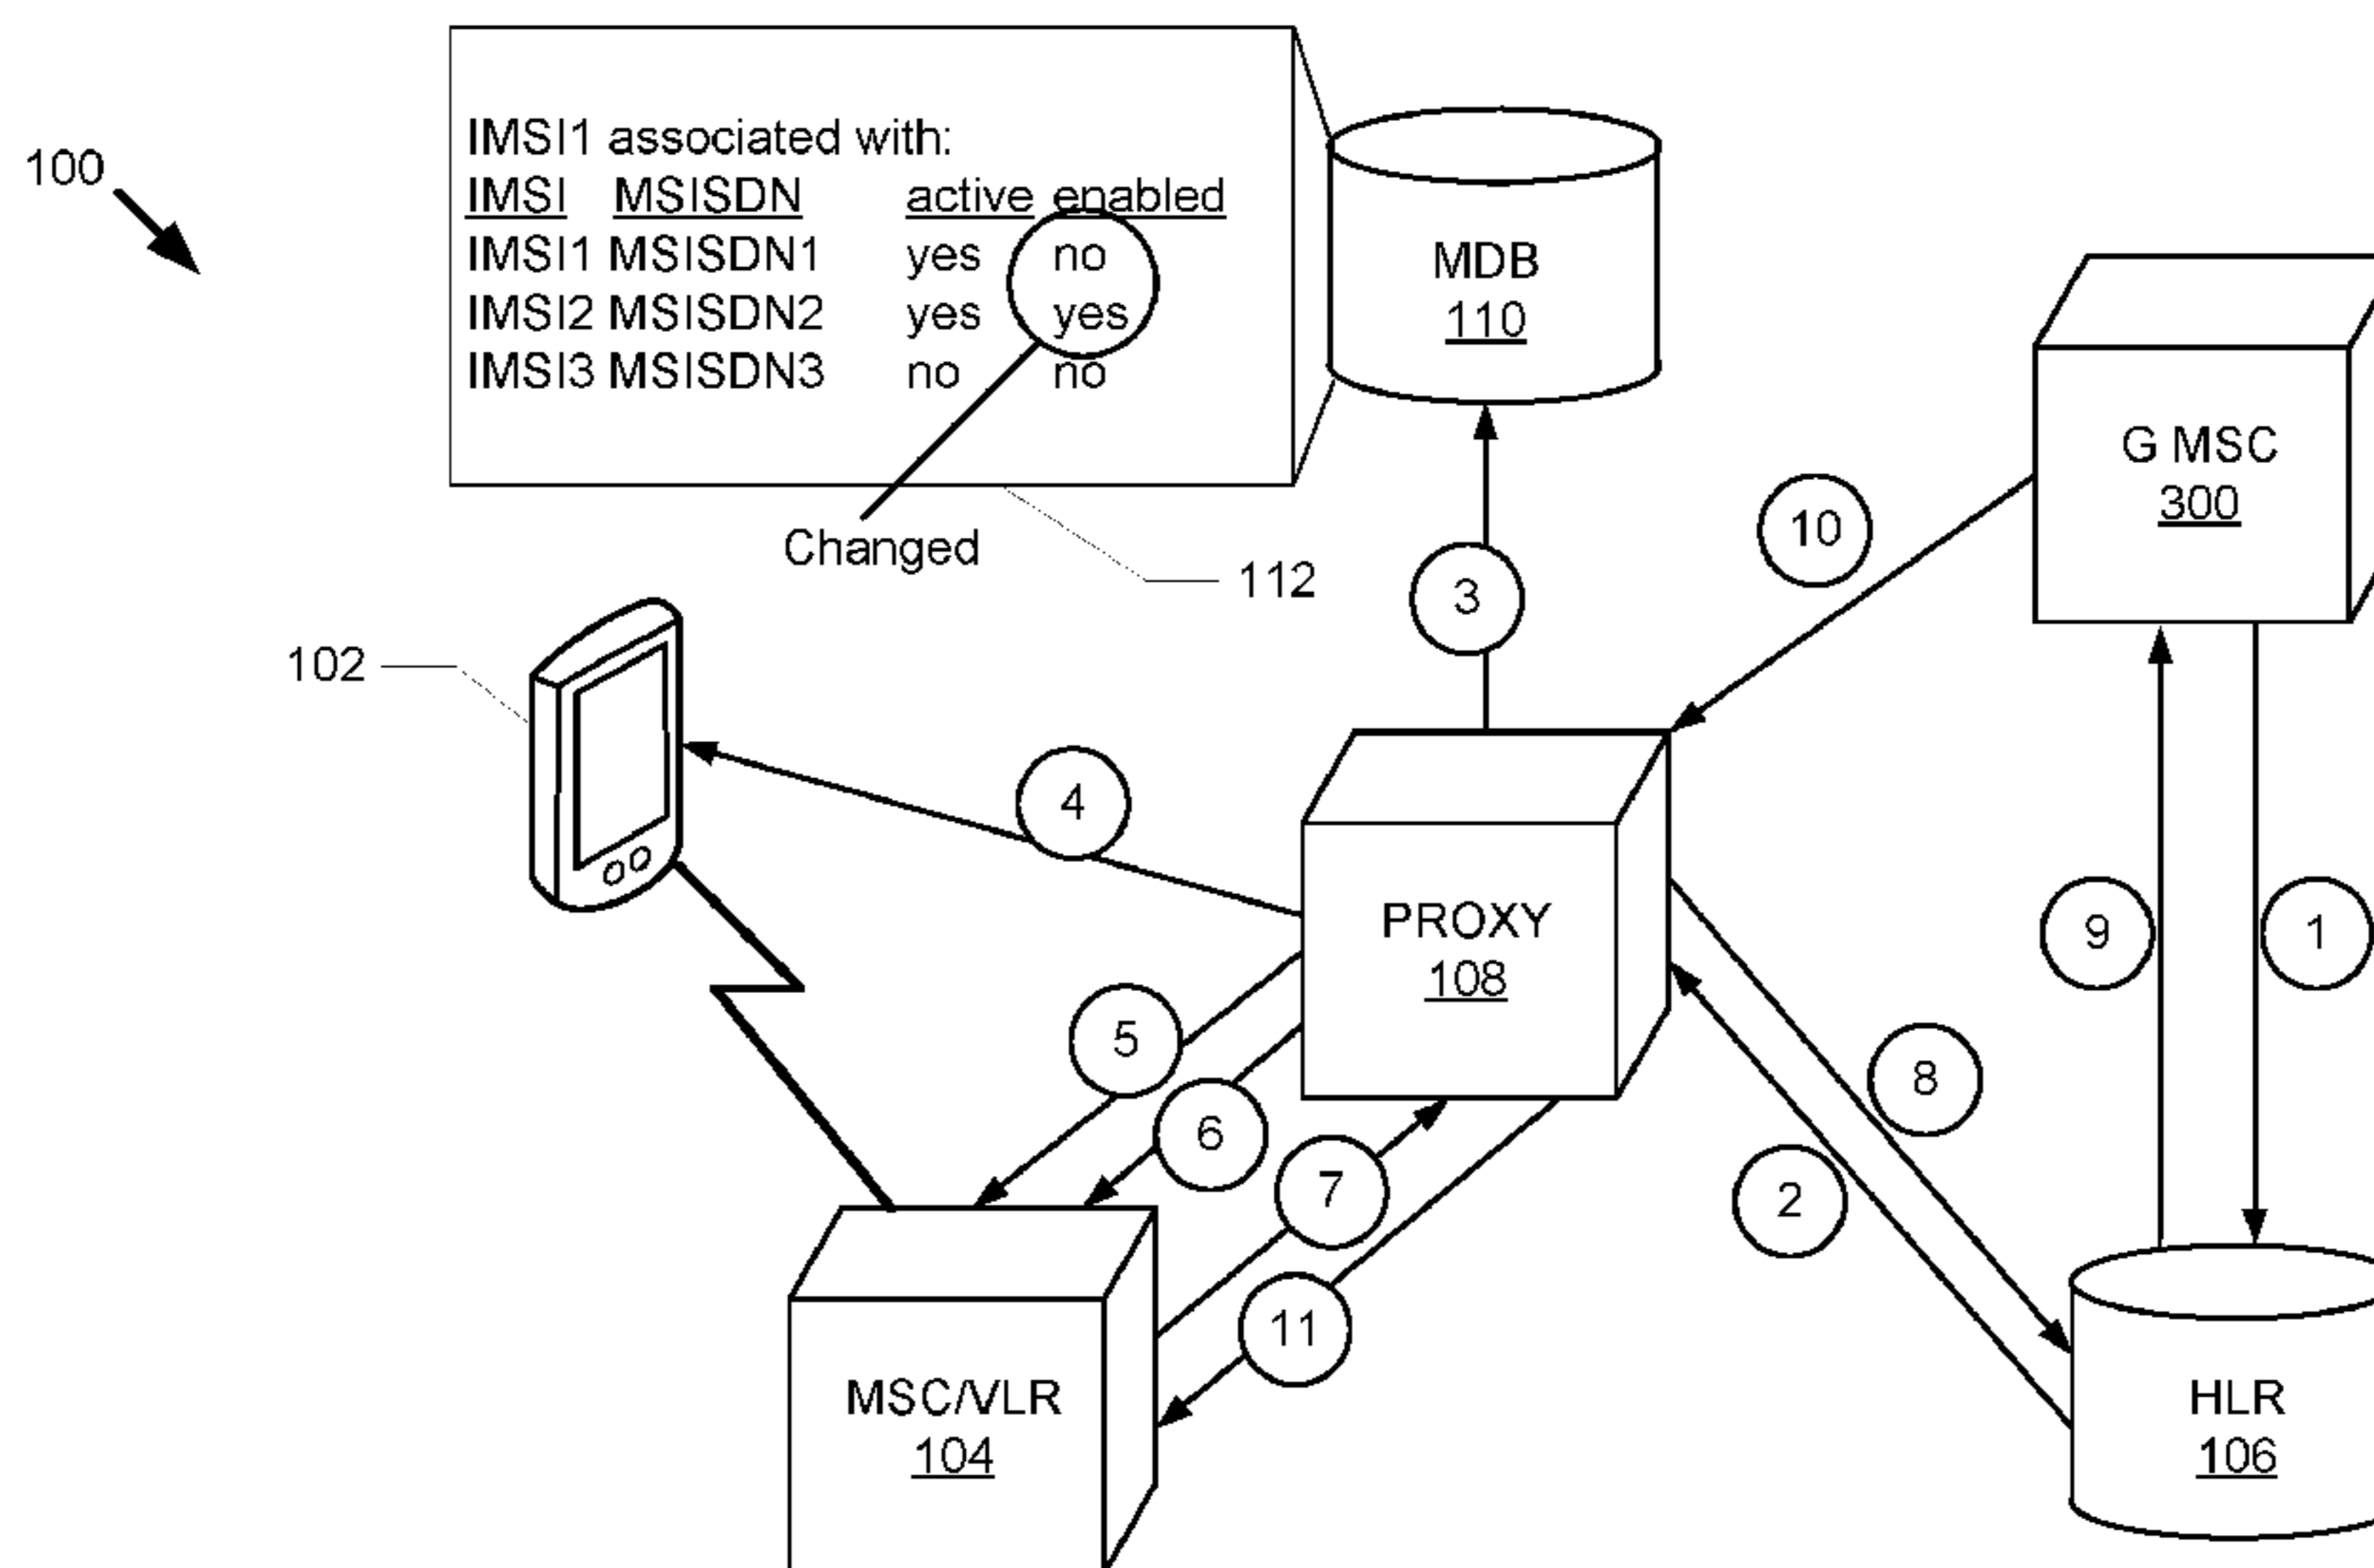 100
IMSI1 associated with:
IMSI MSISDN active enabled
IMSI1 MSISDN1 yes no
IMSI2 MSISDN2 yes yes
IMSI3 MSISDN3 no no
Changed
112
MDB
110
G MSC
300
10
3
102
4
PROXY
108
9
1
5
6
7
8
2
11
MSC/VLR
104
HLR
106